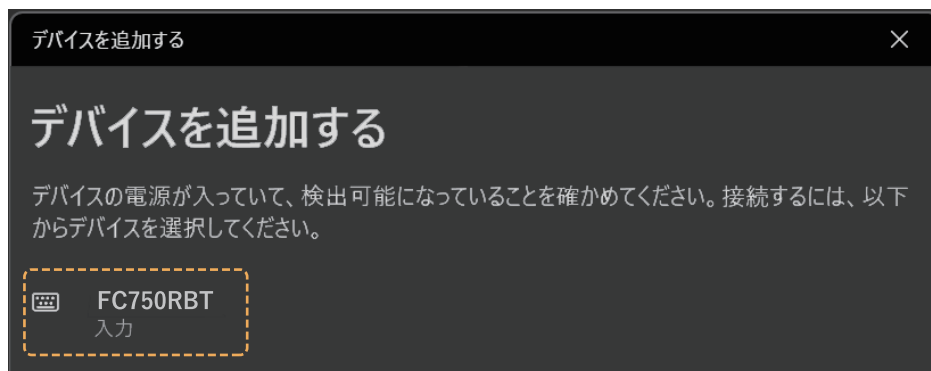 デバイスを追加する
デバイスを追加する
デバイスの電源が入っていて、検出可能になっていることを確かめてください。接続するには、以下
からデバイスを選択してください。
FC750RBT
入力